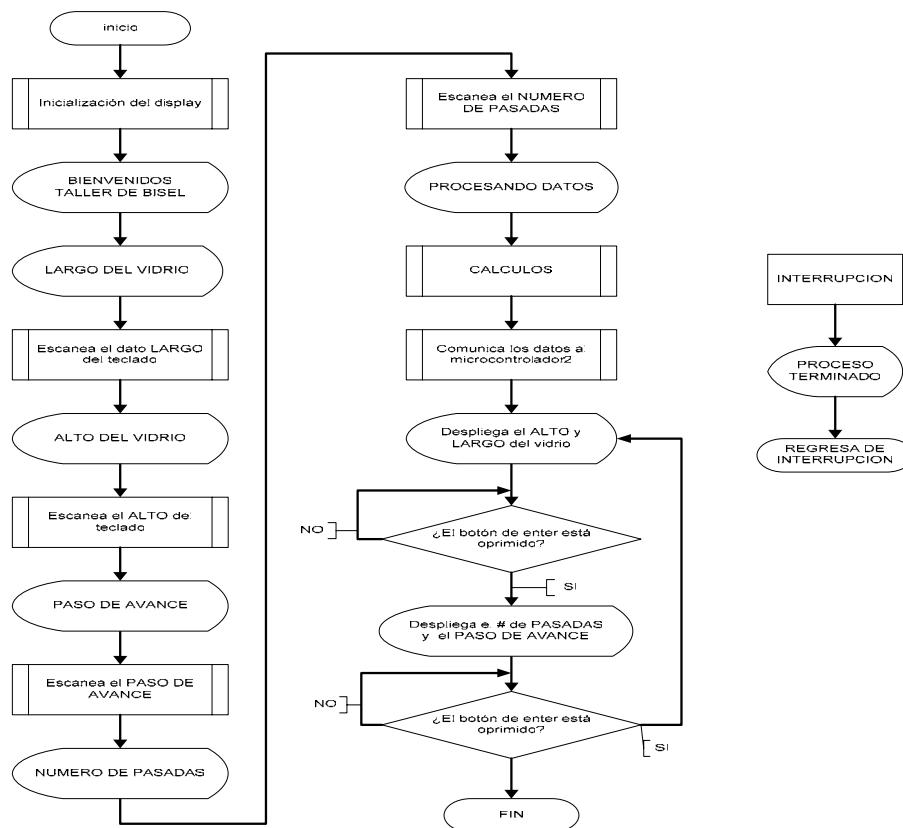 inicio
Inicialización del display
BIENVENIDOS
TALLER DE BISEL
LARGO DEL VIDRIO
Escanea el dato LARGO
del teclado
ALTO DEL VIDRIO
Escanea el ALTO del
teclado
PASO DE AVANCE
Escanea el PASO DE
AVANCE
NUMERO DE PASADAS
Escanea el NUMERO
DE PASADAS
PROCESANDO DATOS
CALCULOS
Comunica los datos al
microcontrolador2
Despliega el ALTO y
LARGO del vidrio
NO
¿El botón de enter está
oprimido?
SI
Despliega el # de PASADAS
y el PASO DE AVANCE
NO
¿El botón de enter está
oprimido?
SI
FIN
INTERRUPCION
PROCESO
TERMINADO
REGRESA DE
INTERRUPCION